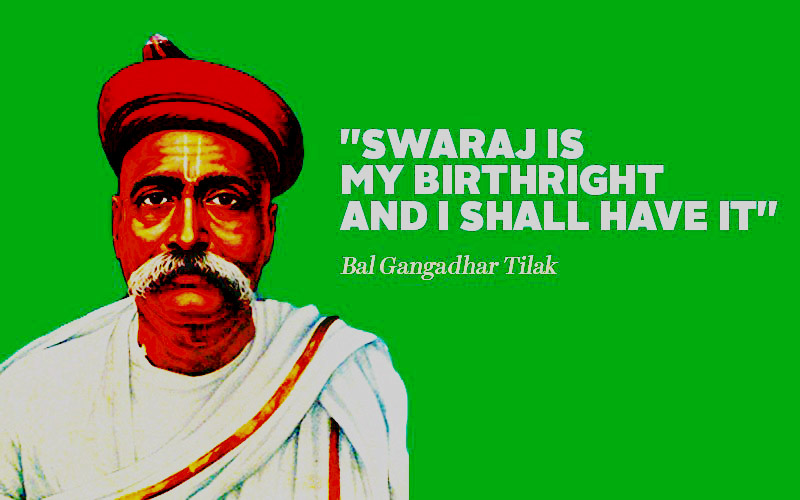 "SWARAJ IS
MY BIRTHRIGHT
AND I SHALL HAVE IT"
Bal Gangadhar Tilak